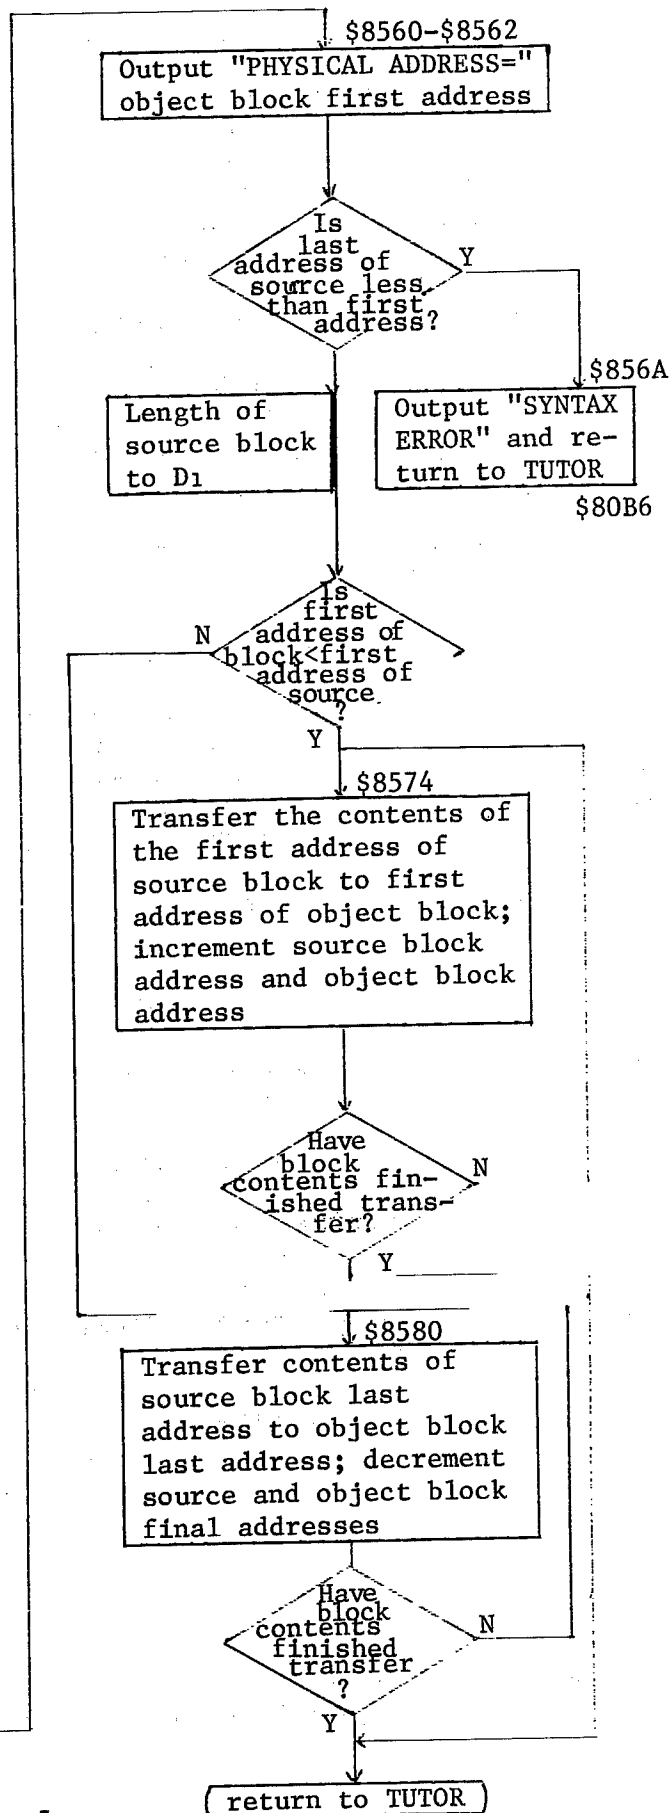 $8560-$8562
Output "PHYSICAL ADDRESS="
object block first address
Is
last
address of
source less
than first
address?
Y
$856A
Length of
source block
to D1
Output "SYNTAX
ERROR" and re-
turn to TUTOR
$80B6
Is
first
address of
block<first
address of
source
?
N
Y
$8574
Transfer the contents of
the first address of
source block to first
address of object block;
increment source block
address and object block
address
Have
block
contents fin-
ished trans-
fer?
N
Y
$8580
Transfer contents of
source block last
address to object block
last address; decrement
source and object block
final addresses
Have
block
contents
finished
transfer
?
N
Y
return to TUTOR